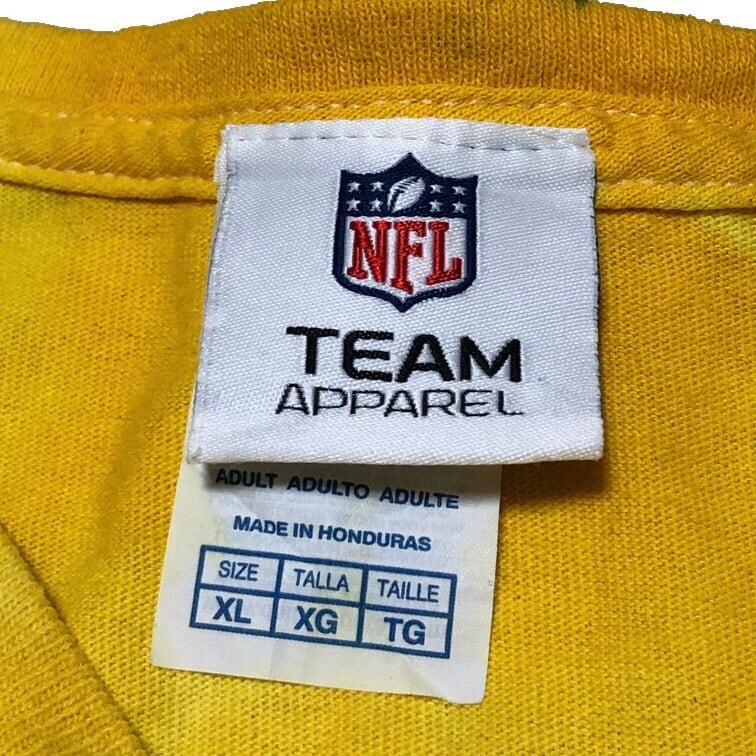 NFL
TEAM
APPAREL
ADULT ADULTO ADULTE
MADE IN HONDURAS
SIZE TALLA TAILLE
XL XG TG